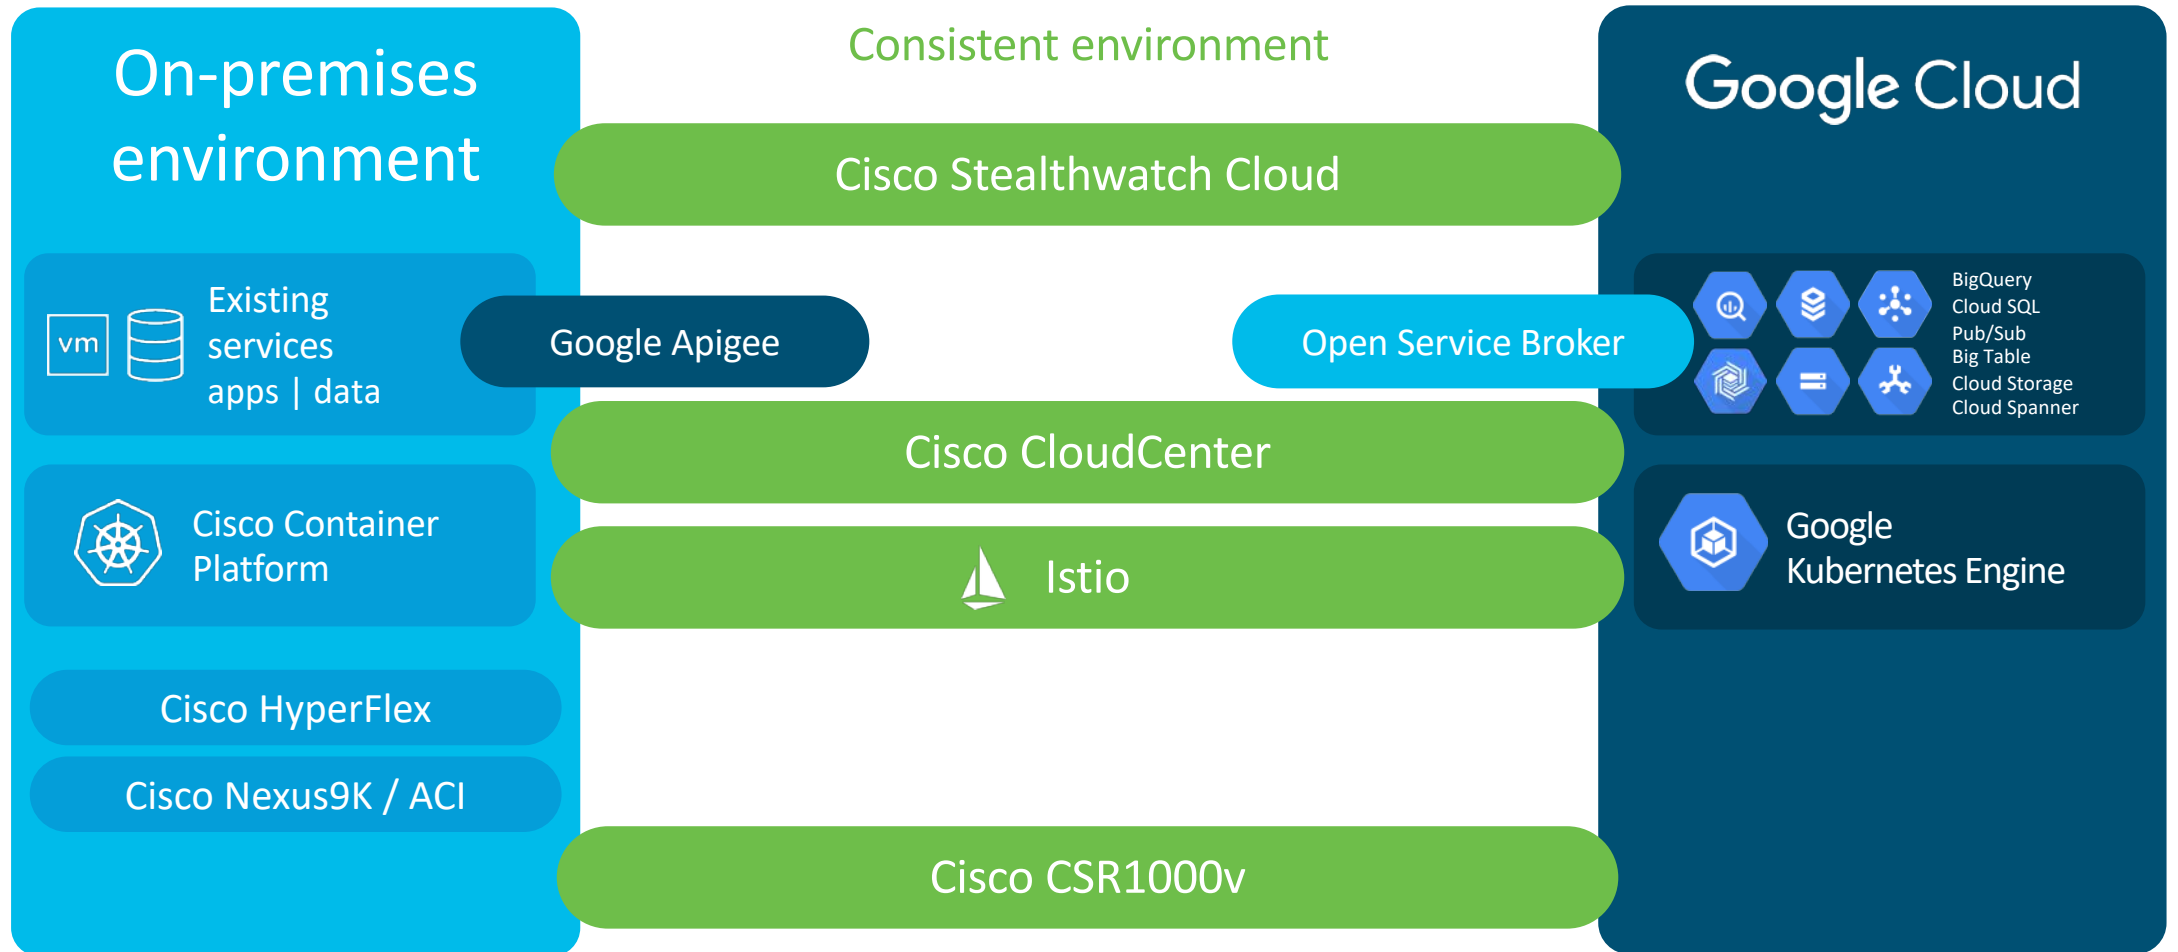 On-premises
environment
Existing
services
apps | data
vm
Cisco Container
Platform
Cisco HyperFlex
Cisco Nexus9K / ACI
Consistent environment
Cisco Stealthwatch Cloud
Google Apigee
Open Service Broker
Cisco CloudCenter
Istio
Cisco CSR1000v
Google Cloud
BigQuery
Cloud SQL
Pub/Sub
Big Table
Cloud Storage
Cloud Spanner
Google
Kubernetes Engine